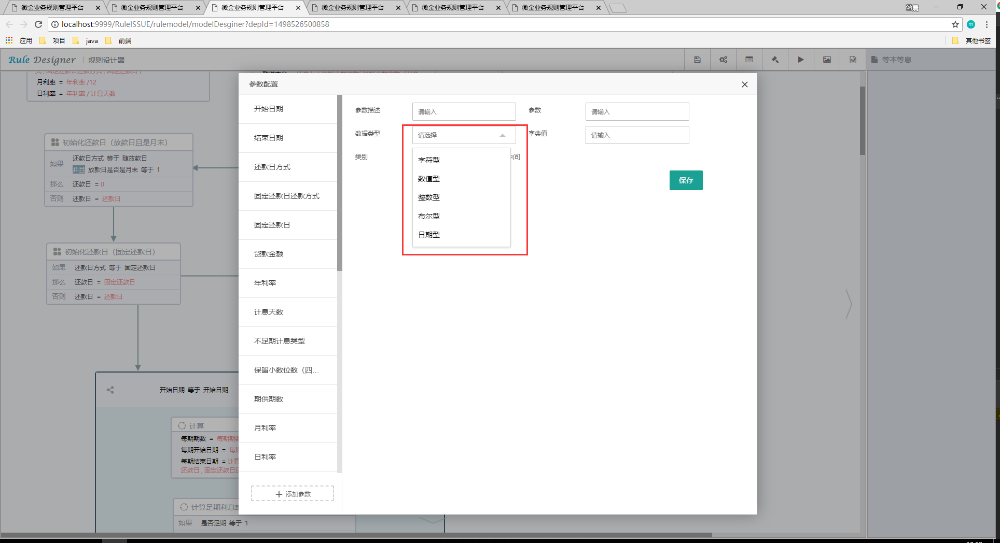 微金业务规则管理平台
微金业务规则管理平台
微金业务规则管理平台
微金业务规则管理平台
微金业务规则管理平台
微金业务规则管理平台
涵晨
localhost:9999/RuleISSUE/rulemodel/modelDesginer?depId=1498526500858
m
应用
项目
java
前端
其他书签
Rule Designer
规则设计器
等本等息
月利率 = 年利率 /12
日利率 = 年利率 / 计息天数
初始化还款日（放款日且是月末）
如果
还款日方式 等于 随放款日
并且 放款日是否是月末 等于 1
那么 还款日 = 0
否则 还款日 = 还款日
初始化还款日（固定还款日）
如果 还款日方式 等于 固定还款日
那么 还款日 = 固定还款日
否则 还款日 = 还款日
开始日期 等于 开始日期
计算
每期期数 = 每期期数
每期开始日期 = 每期
每期结束日期 = 计算
还款日 , 固定还款日还
计算足期利息或
如果 是否足期 等于 1
参数配置
开始日期
结束日期
还款日方式
固定还款日还款方式
固定还款日
贷款金额
年利率
计息天数
不足期计息类型
保留小数位数（四...
期供期数
月利率
日利率
添加参数
参数描述 请输入 参数 请输入
数据类型 请选择 字典值 请输入
类别
中间
字符型
数值型
整数型
布尔型
日期型
保存